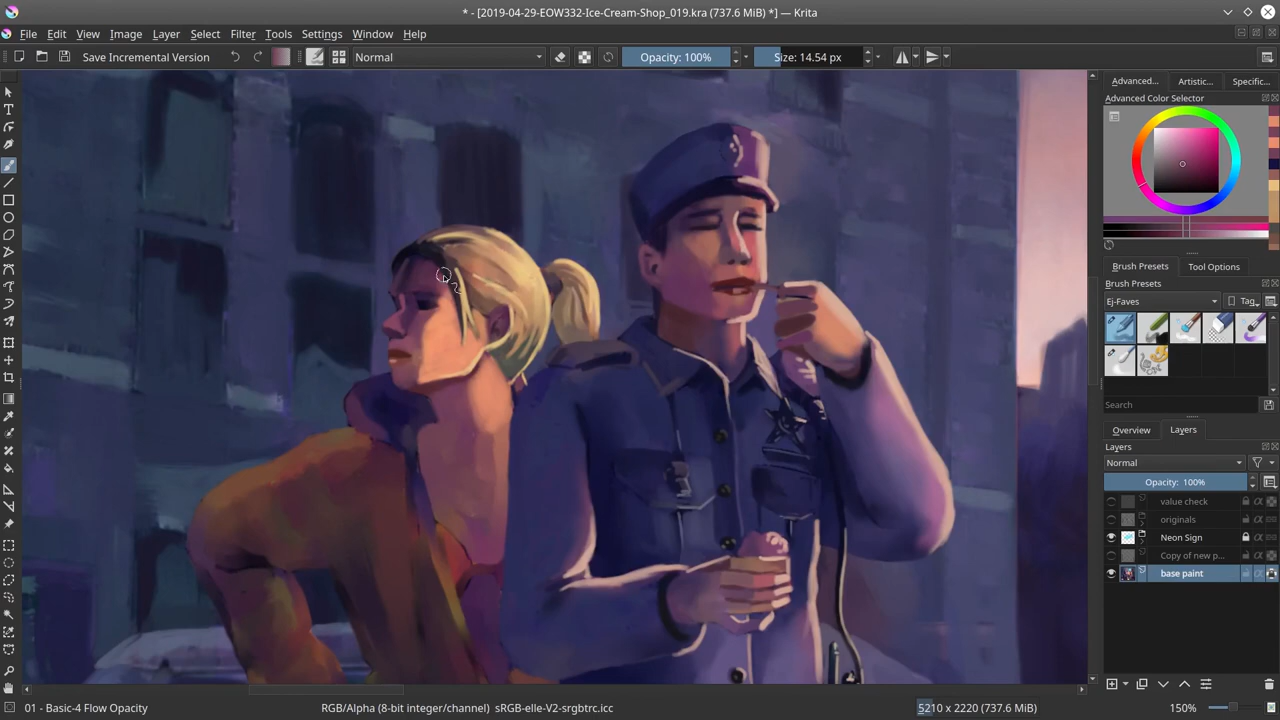 * - [2019-04-29-EOW332-Ice-Cream-Shop_019.kra (737.6 MiB) *] — Krita
File Edit View Image Layer Select Filter Tools Settings Window Help
Save Incremental Version Normal Opacity: 100% Size: 14.54 px
Advanced... Artistic... Specific...
Advanced Color Selector
Brush Presets Tool Options
Brush Presets
Ej-Faves Tag
Search
Overview Layers
Layers
Normal
Opacity: 100%
value check
originals
Neon Sign
Copy of new p...
base paint
01 - Basic-4 Flow Opacity RGB/Alpha (8-bit integer/channel) sRGB-elle-V2-srgbtrc.icc 5210 x 2220 (737.6 MiB) 150%